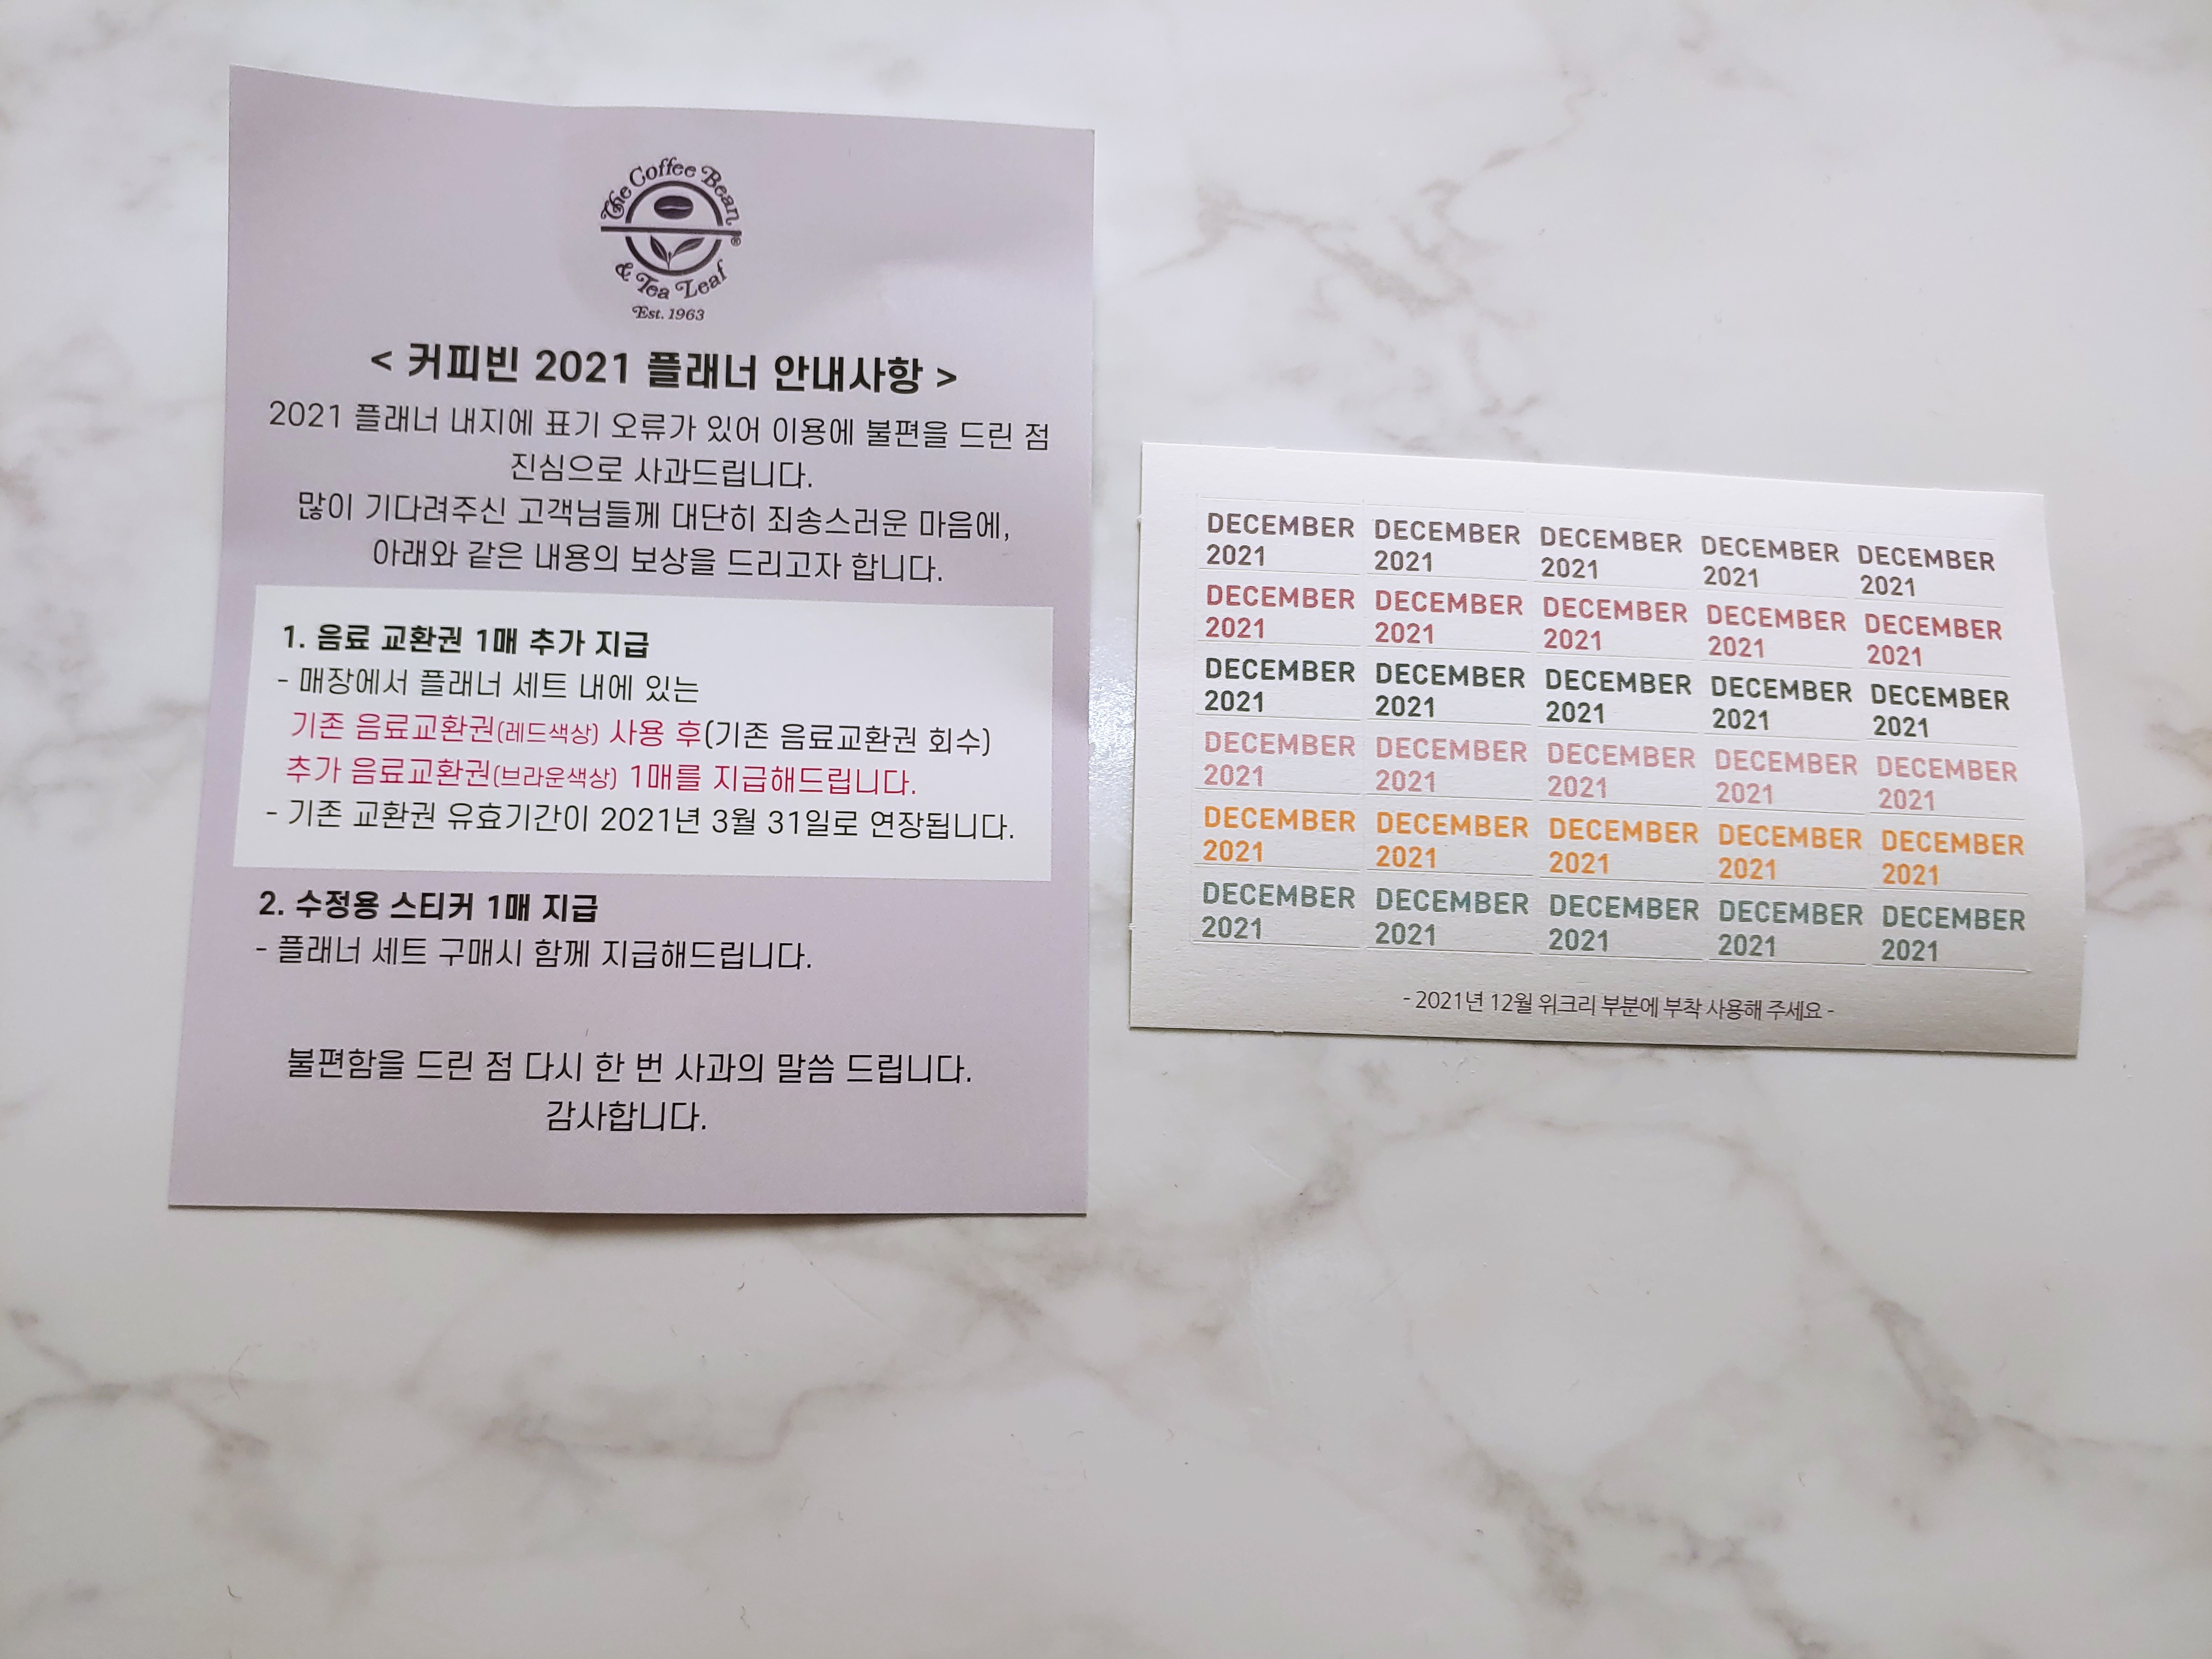 The Coffee Bean®
& Tea Leaf
Est. 1963
< 커피빈 2021 플래너 안내사항 >
2021 플래너 내지에 표기 오류가 있어 이용에 불편을 드린 점
진심으로 사과드립니다.
많이 기다려주신 고객님들께 대단히 죄송스러운 마음에,
아래와 같은 내용의 보상을 드리고자 합니다.
1. 음료 교환권 1매 추가 지급
- 매장에서 플래너 세트 내에 있는
기존 음료교환권(레드색상) 사용 후(기존 음료교환권 회수)
추가 음료교환권(브라운색상) 1매를 지급해드립니다.
- 기존 교환권 유효기간이 2021년 3월 31일로 연장됩니다.
2. 수정용 스티커 1매 지급
- 플래너 세트 구매시 함께 지급해드립니다.
불편함을 드린 점 다시 한 번 사과의 말씀 드립니다.
감사합니다.
DECEMBER DECEMBER DECEMBER DECEMBER DECEMBER
2021 2021 2021 2021 2021
DECEMBER DECEMBER DECEMBER DECEMBER DECEMBER
2021 2021 2021 2021 2021
DECEMBER DECEMBER DECEMBER DECEMBER DECEMBER
2021 2021 2021 2021 2021
DECEMBER DECEMBER DECEMBER DECEMBER DECEMBER
2021 2021 2021 2021 2021
DECEMBER DECEMBER DECEMBER DECEMBER DECEMBER
2021 2021 2021 2021 2021
DECEMBER DECEMBER DECEMBER DECEMBER DECEMBER
2021 2021 2021 2021 2021
- 2021년 12월 위크리 부분에 부착 사용해 주세요 -